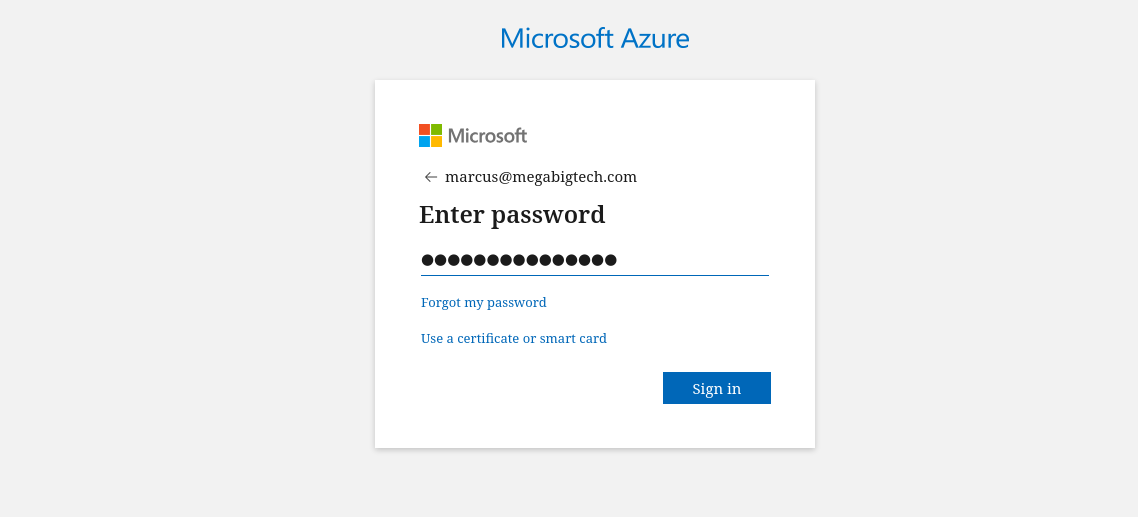 Microsoft Azure
Microsoft
marcus@megabigtech.com
Enter password
●●●●●●●●●●●●●●●
Forgot my password
Use a certificate or smart card
Sign in